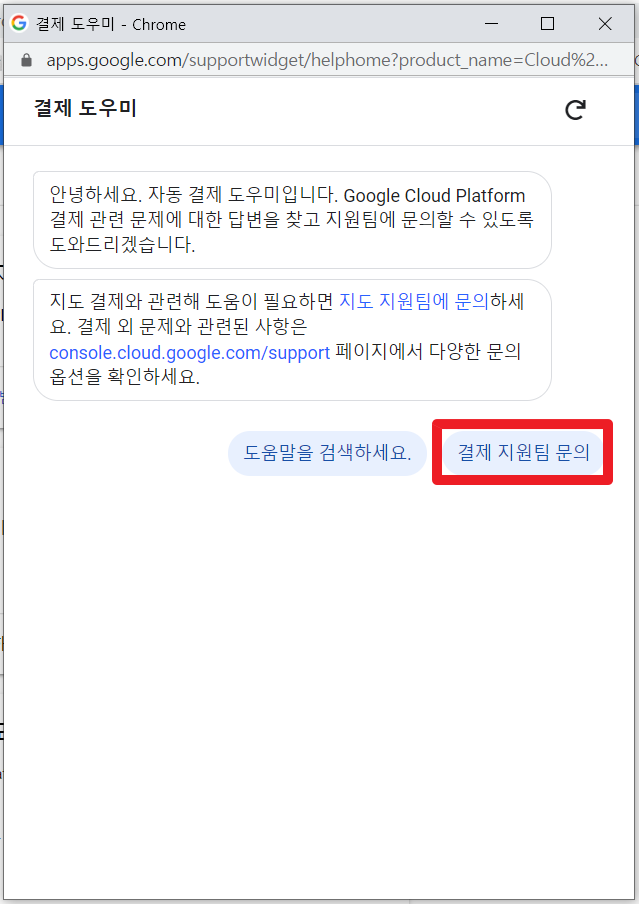 결제 도우미 - Chrome
apps.google.com/supportwidget/helphome?product_name=Cloud%2...
결제 도우미
안녕하세요. 자동 결제 도우미입니다. Google Cloud Platform
결제 관련 문제에 대한 답변을 찾고 지원팀에 문의할 수 있도록
도와드리겠습니다.
지도 결제와 관련해 도움이 필요하면 지도 지원팀에 문의하세
요. 결제 외 문제와 관련된 사항은
console.cloud.google.com/support 페이지에서 다양한 문의
옵션을 확인하세요.
도움말을 검색하세요.
결제 지원팀 문의